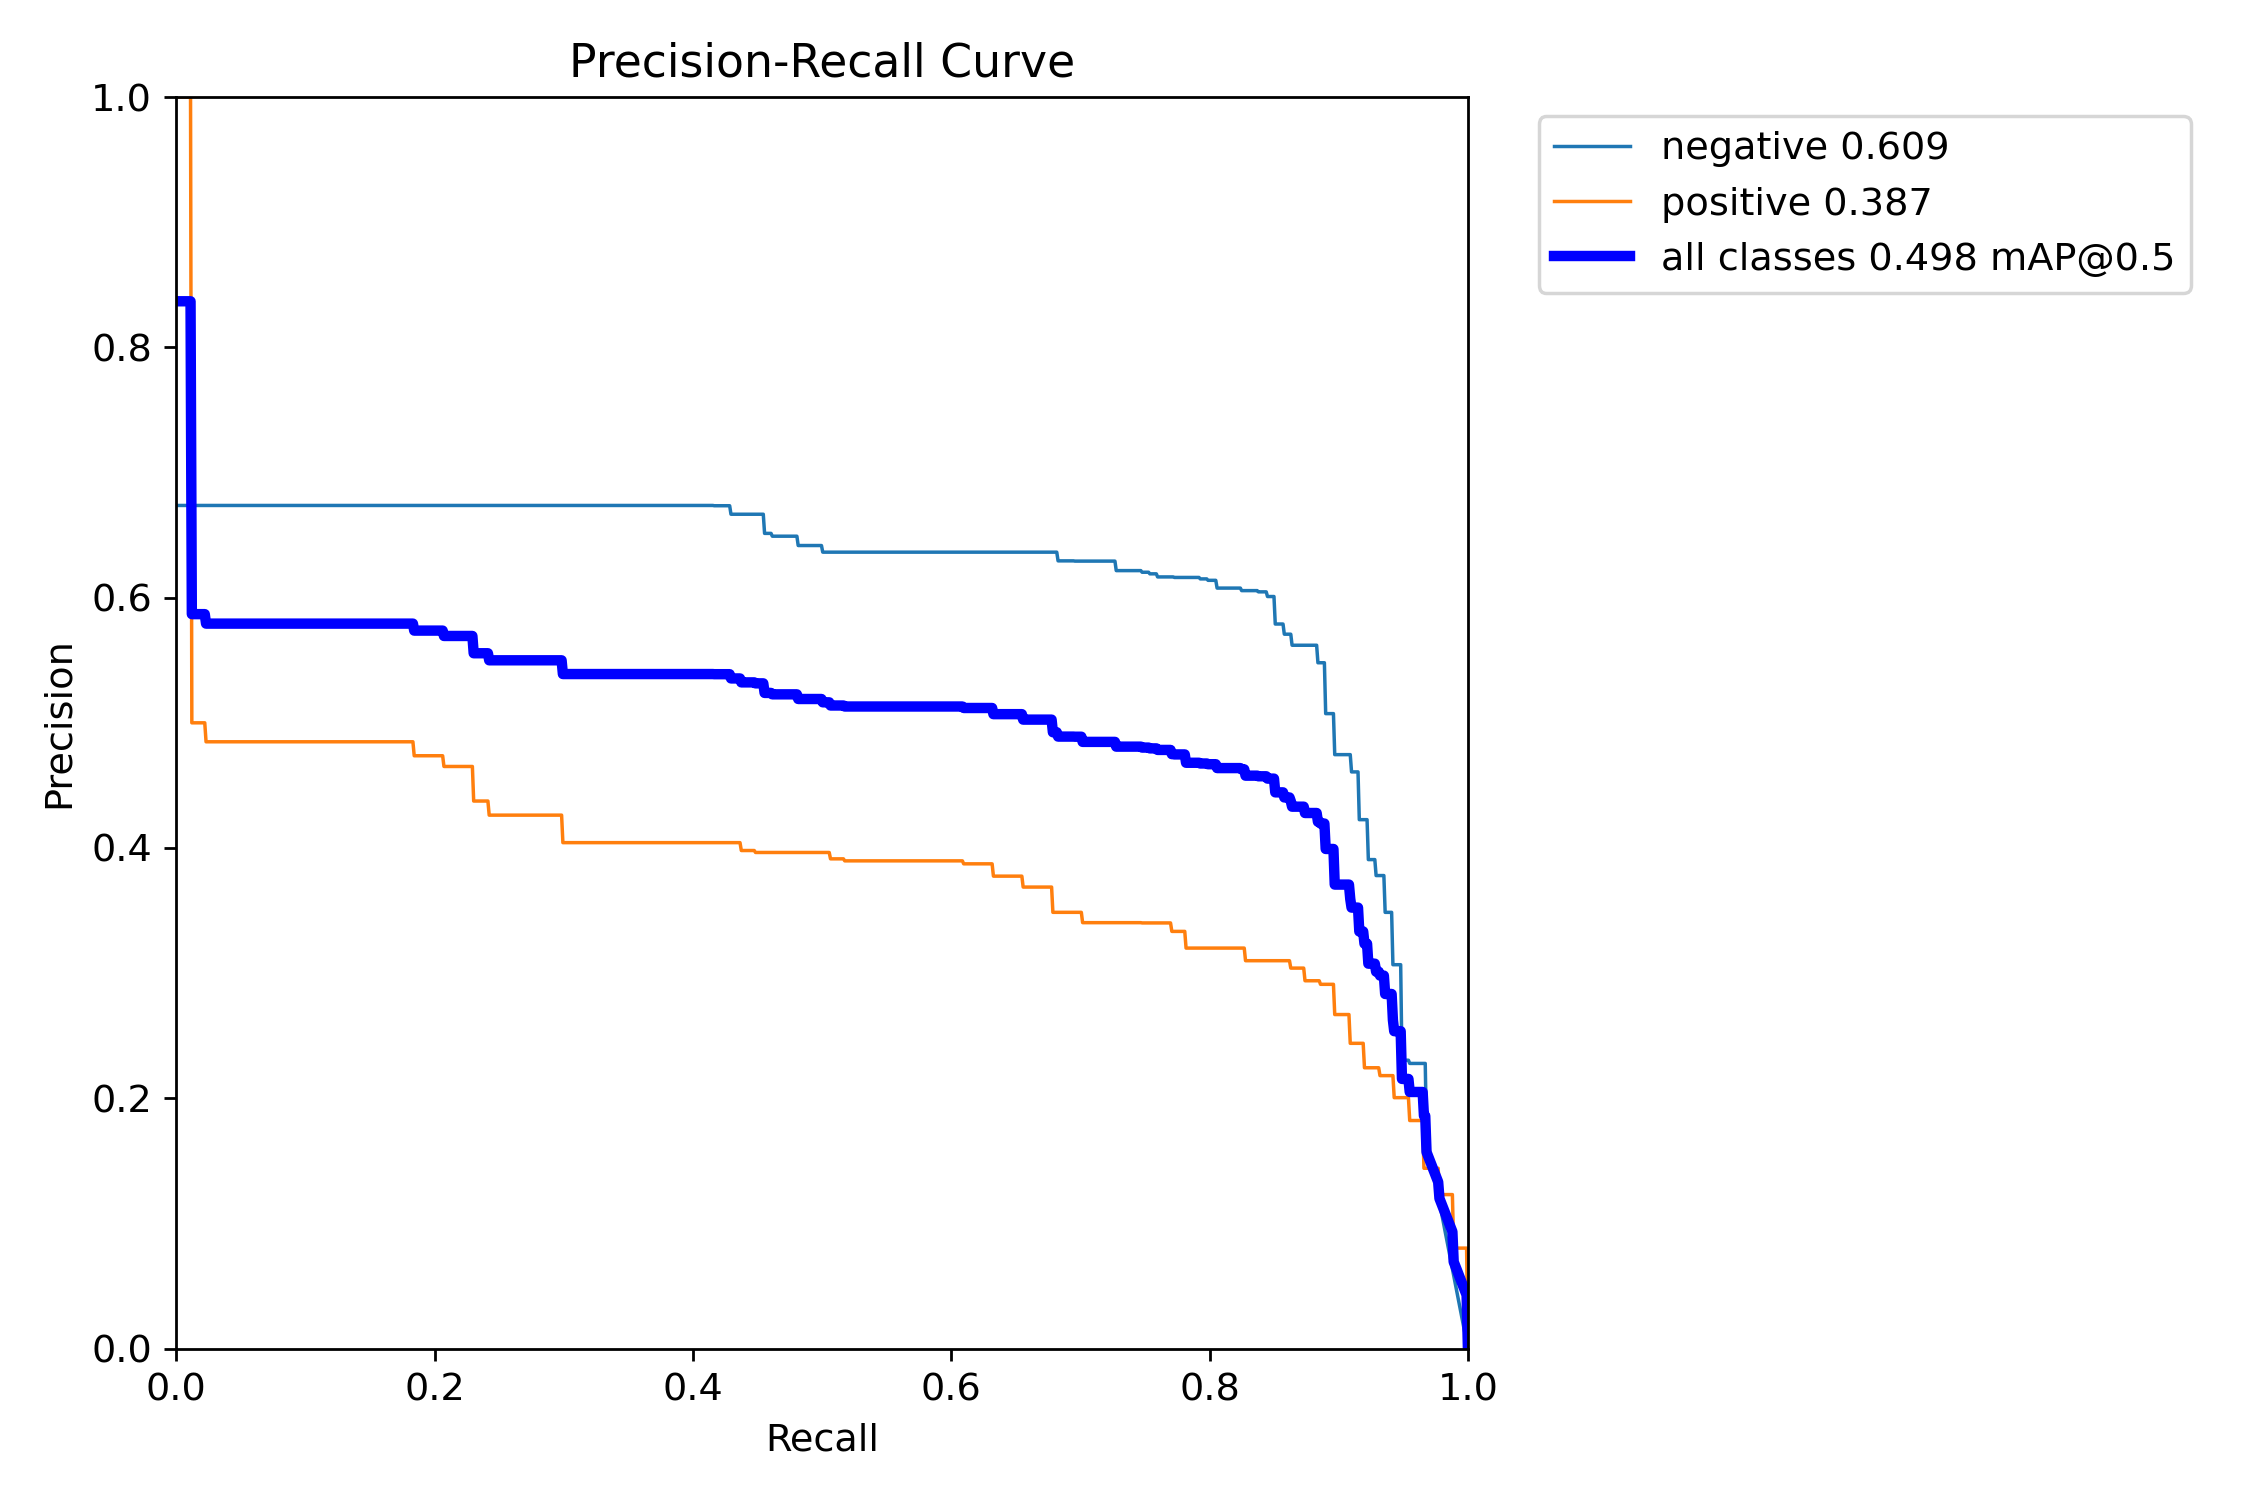 Precision-Recall Curve
negative 0.609
positive 0.387
all classes 0.498 mAP@0.5
Precision
1.0
0.8
0.6
0.4
0.2
0.0
0.0 0.2 0.4 0.6 0.8 1.0
Recall